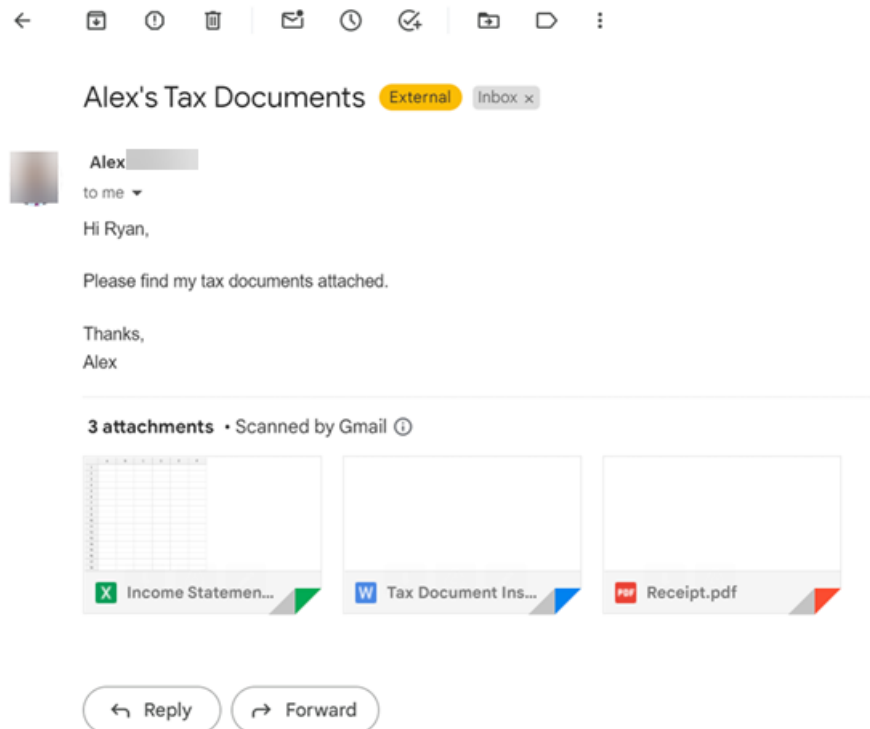 Alex's Tax Documents External Inbox x
Alex
to me
Hi Ryan,
Please find my tax documents attached.
Thanks,
Alex
3 attachments • Scanned by Gmail
X Income Statemen... W Tax Document Ins... PDF Receipt.pdf
Reply Forward